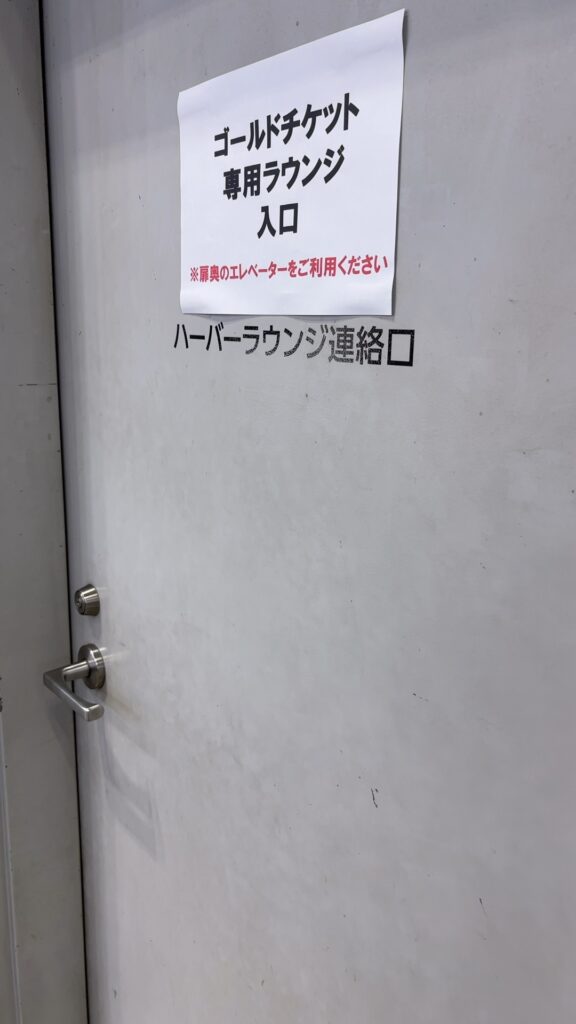 ゴールドチケット
専用ラウンジ
入口
※扉奥のエレベーターをご利用ください
ハーバーラウンジ連絡口